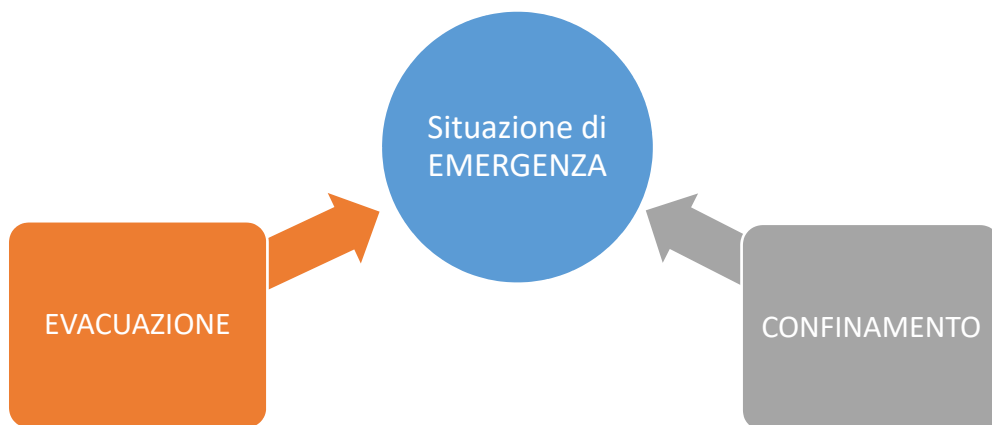 Situazione di
EMERGENZA
EVACUAZIONE
CONFINAMENTO